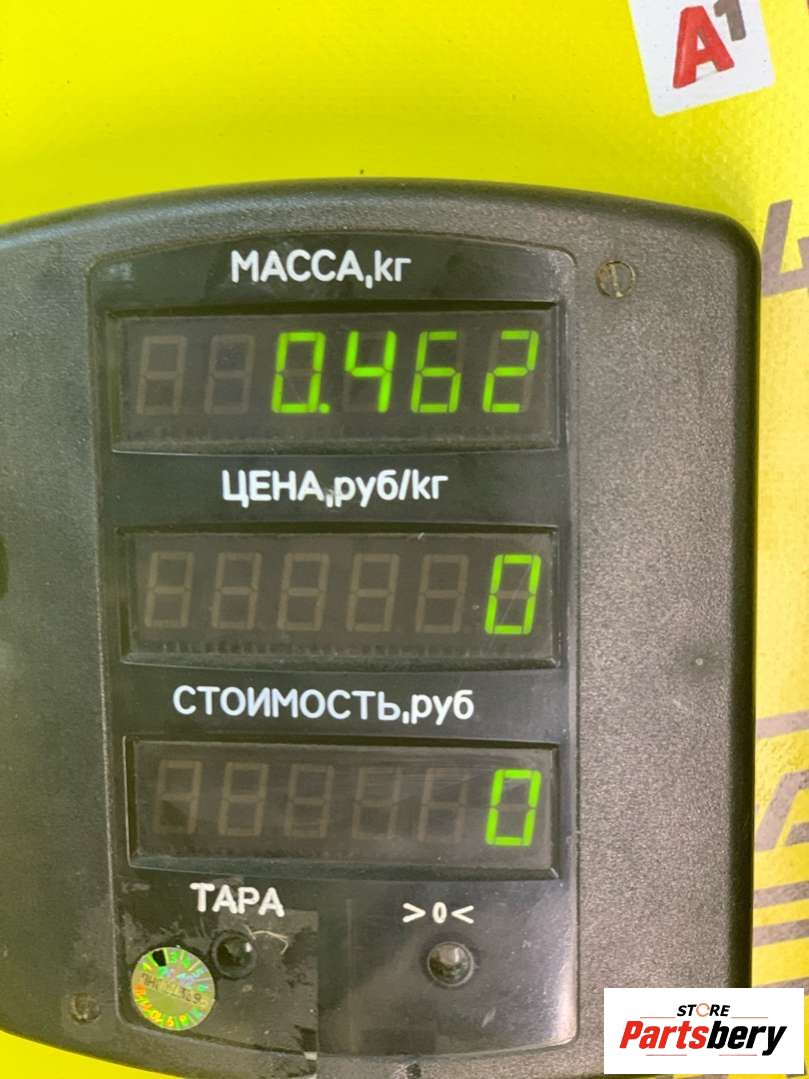 A1
МАССА,кг
0.462
ЦЕНА,руб/кг
0
СТОИМОСТЬ,руб
0
ТАРА >0<
STORE
Partsbery